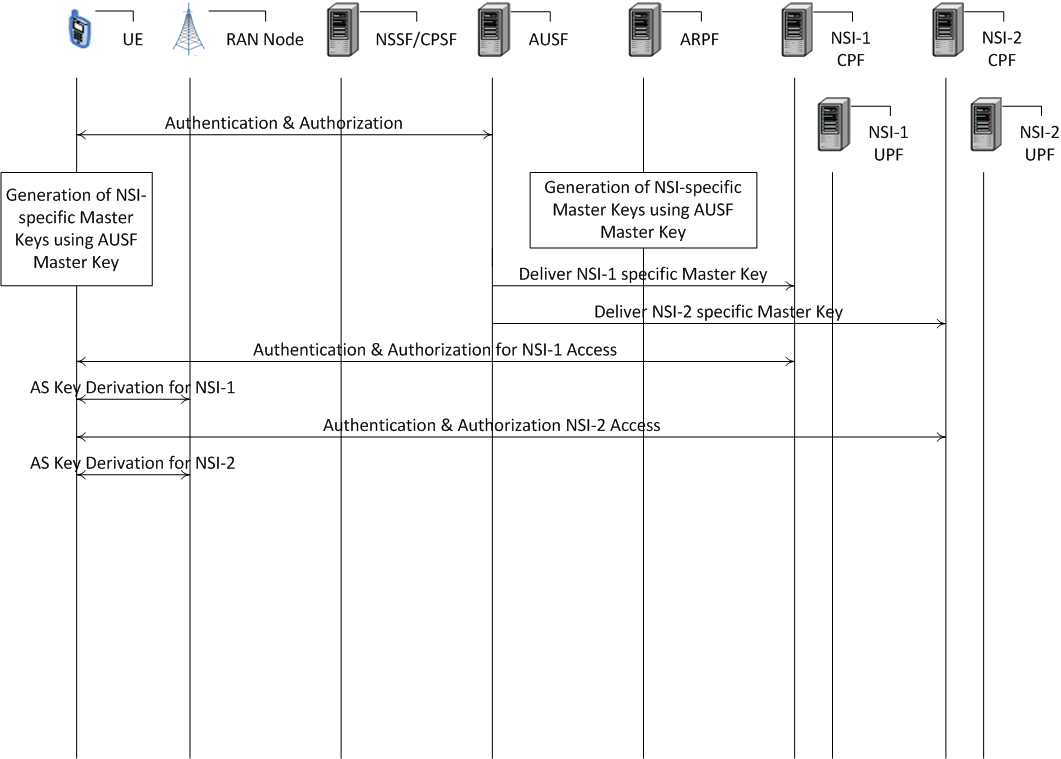 UE
RAN Node
NSSF/CPSF
AUSF
ARPF
NSI-1
CPF
NSI-2
CPF
NSI-1
UPF
NSI-2
UPF
Authentication & Authorization
Generation of NSI-
specific Master
Keys using AUSF
Master Key
Generation of NSI-specific
Master Keys using AUSF
Master Key
Deliver NSI-1 specific Master Key
Deliver NSI-2 specific Master Key
Authentication & Authorization for NSI-1 Access
AS Key Derivation for NSI-1
Authentication & Authorization NSI-2 Access
AS Key Derivation for NSI-2